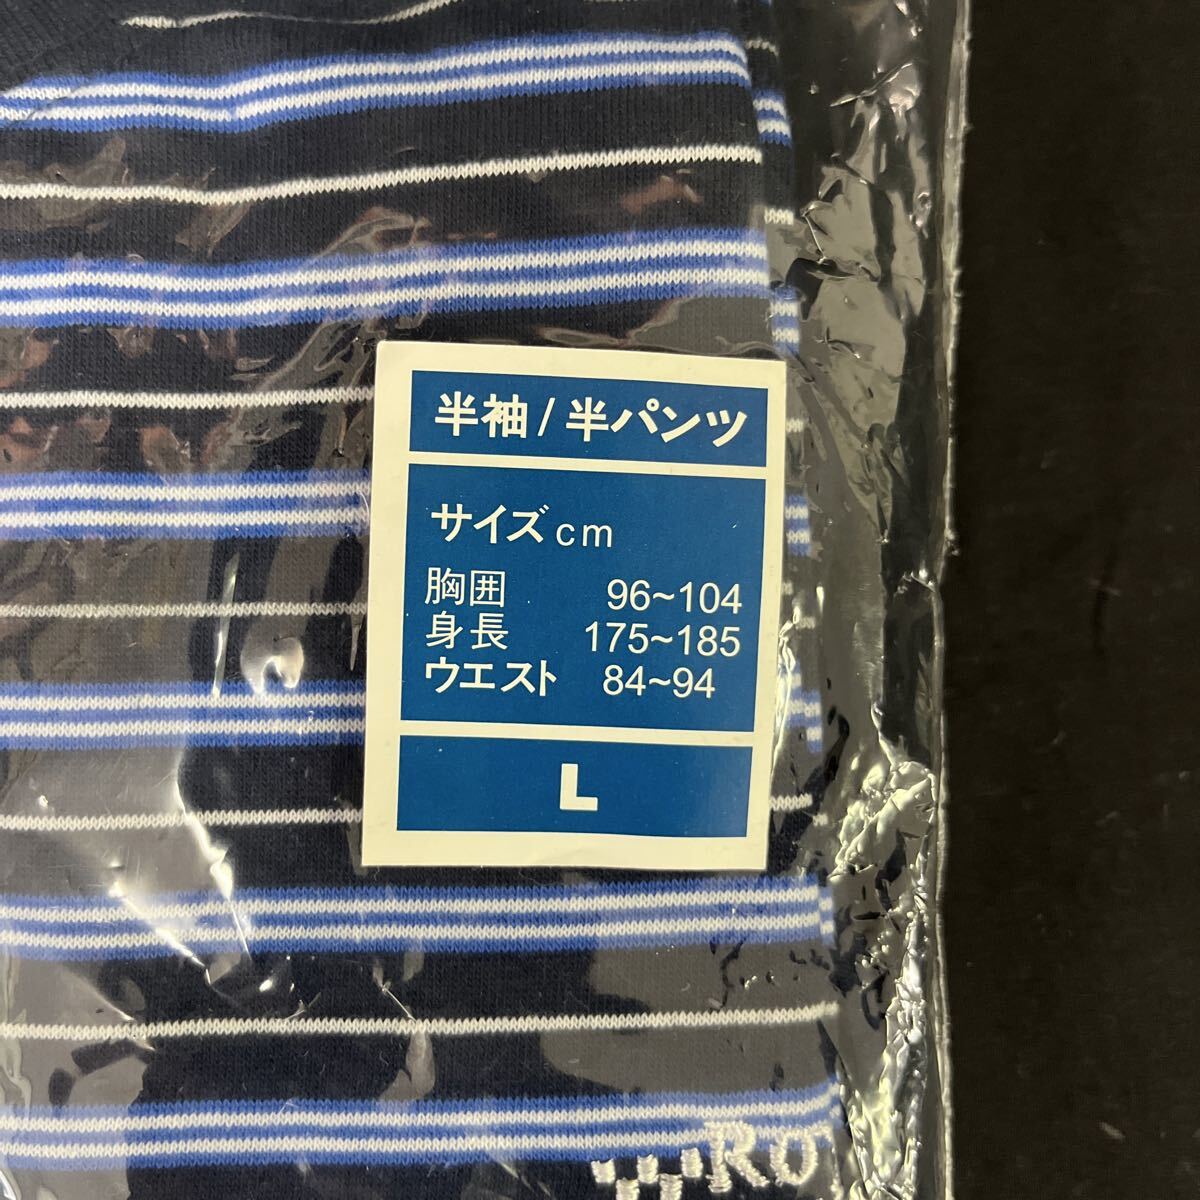 半袖/半パンツ
サイズcm
胸囲 96~104
身長 175~185
ウエスト 84~94
L